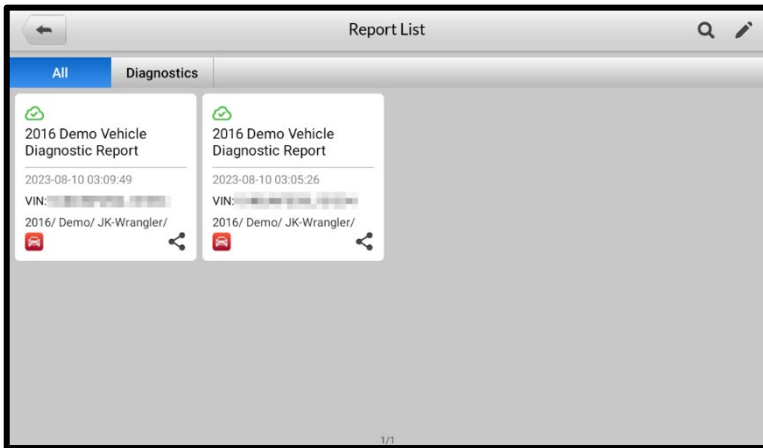 Report List
All
Diagnostics
2016 Demo Vehicle
Diagnostic Report
2023-08-10 03:09:49
VIN:
2016/ Demo/ JK-Wrangler/
2016 Demo Vehicle
Diagnostic Report
2023-08-10 03:05:26
VIN:
2016/ Demo/ JK-Wrangler/
1/1